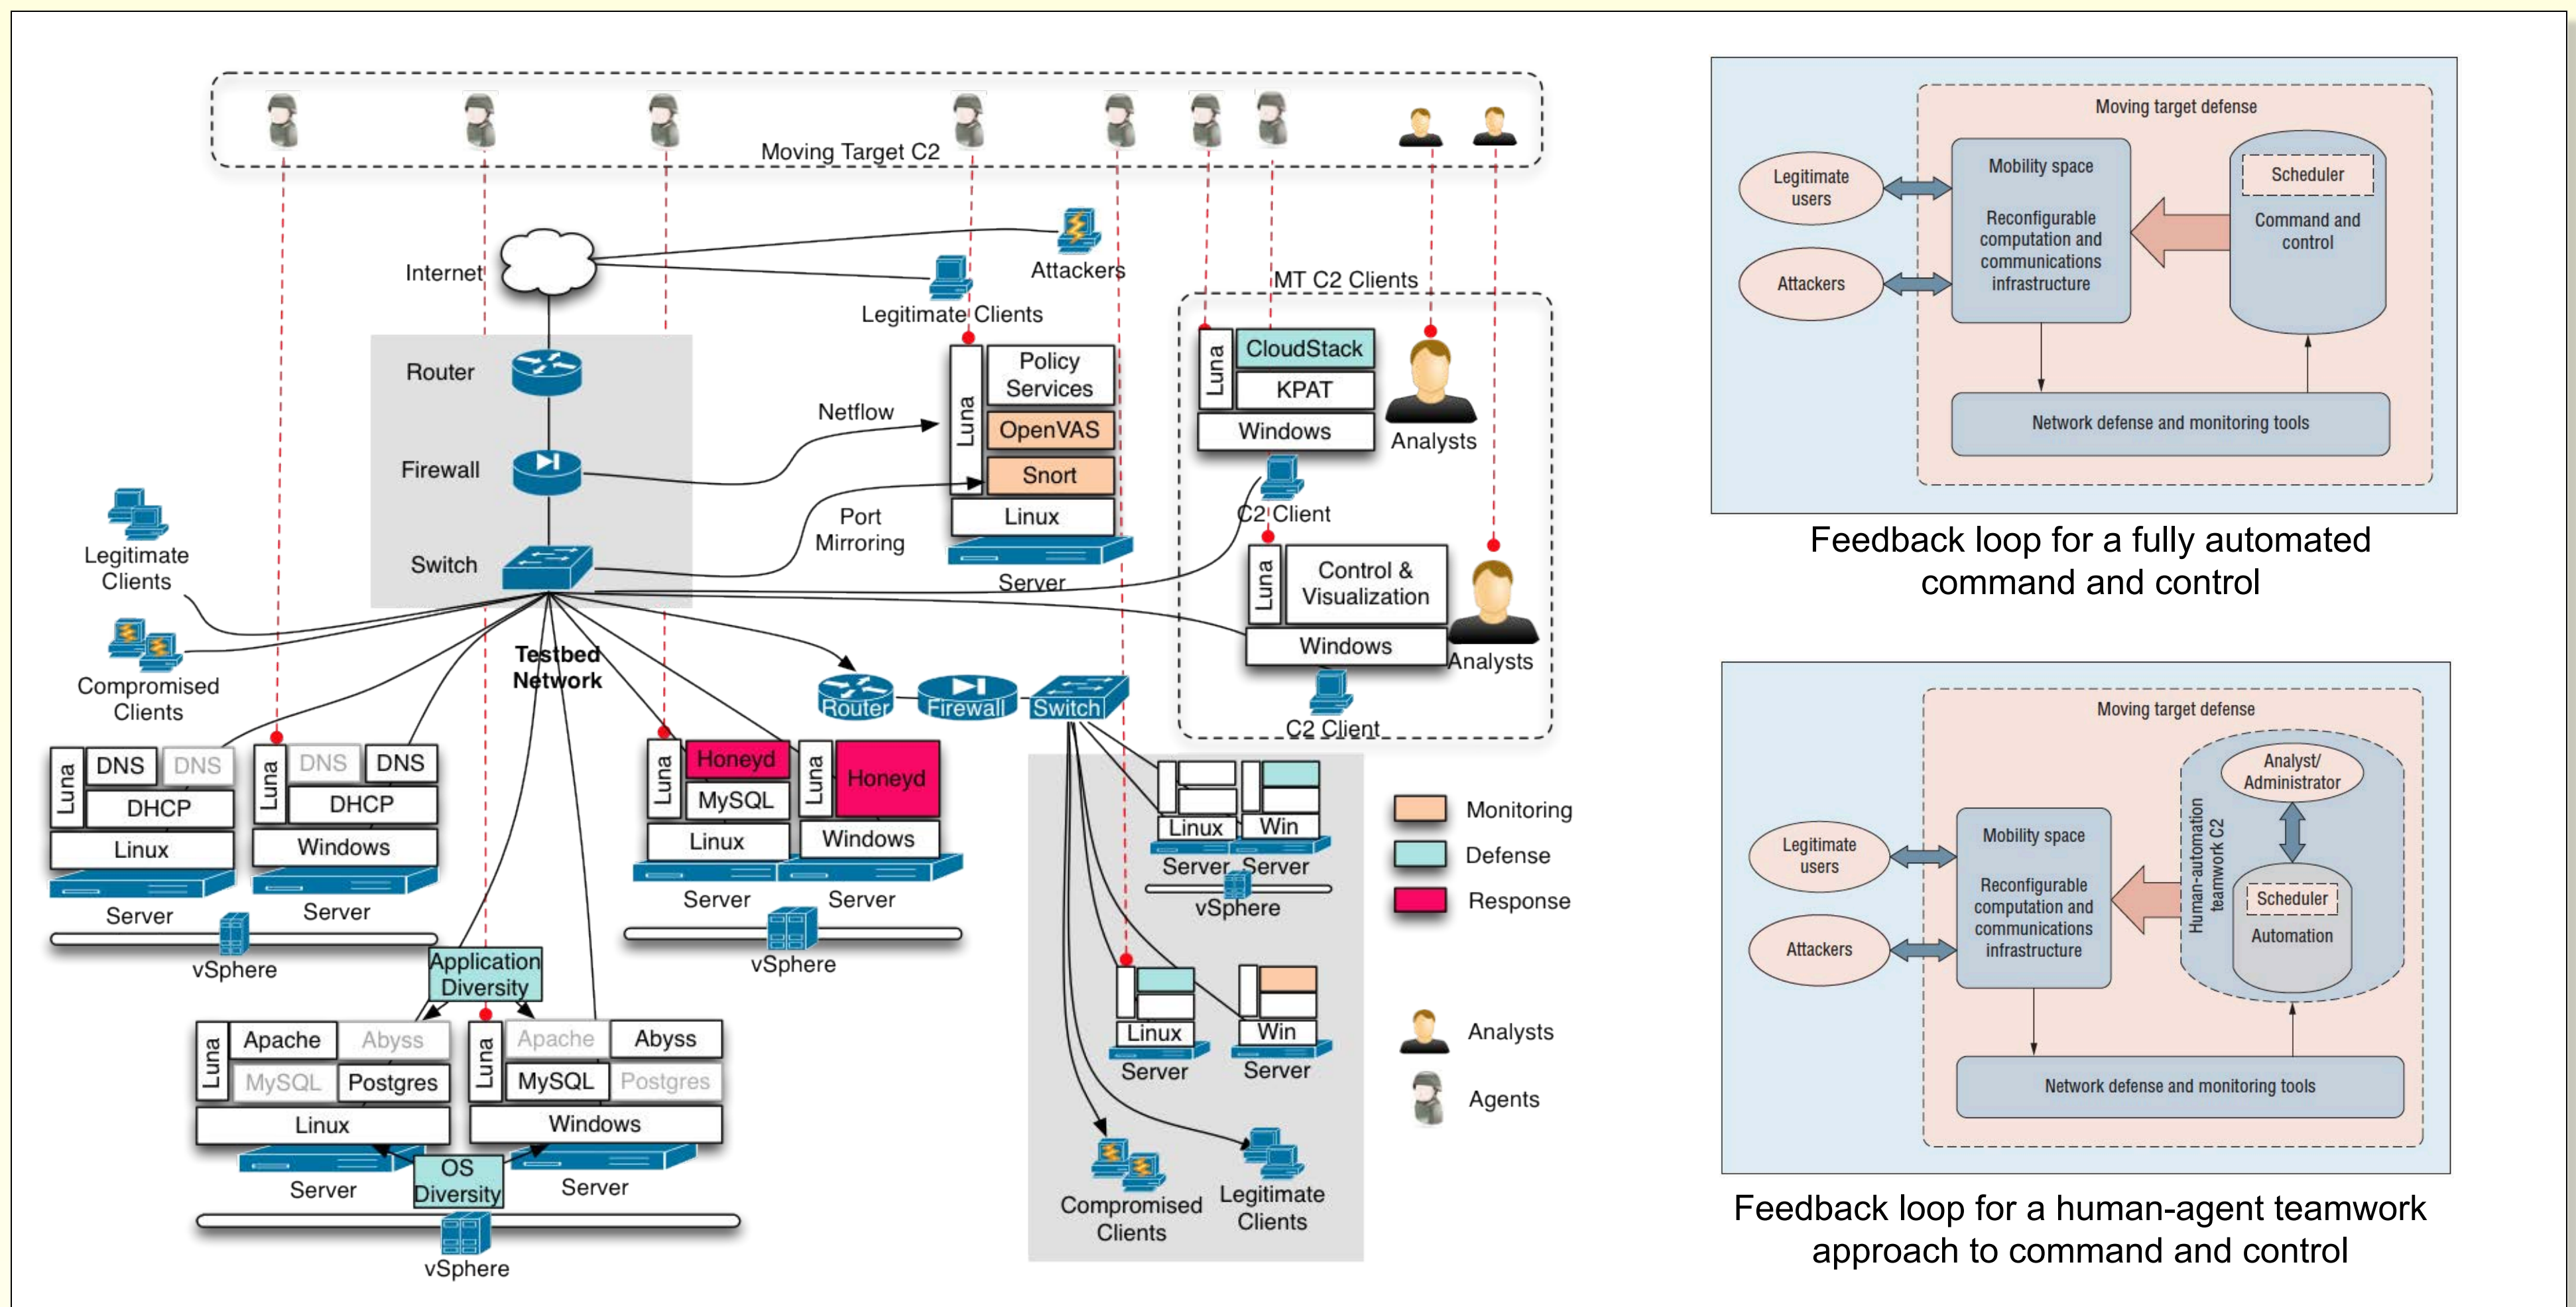 Moving Target C2
Internet
Attackers
Legitimate Clients
MT C2 Clients
Router
Firewall
Switch
Netflow
Port
Mirroring
Luna
Policy
Services
OpenVAS
Snort
Linux
Server
Luna
CloudStack
KPAT
Windows
Analysts
C2 Client
Luna
Control &
Visualization
Windows
Analysts
C2 Client
Legitimate
Clients
Compromised
Clients
Testbed
Network
Router
Firewall
Switch
Luna
DNS
DNS
DHCP
Linux
Server
Luna
DNS
DNS
DHCP
Windows
Server
vSphere
Luna
Honeyd
MySQL
Linux
Server
Luna
Honeyd
Windows
Server
vSphere
Application
Diversity
Luna
Apache
Abyss
MySQL
Postgres
Linux
Server
Luna
Apache
Abyss
MySQL
Postgres
Windows
Server
OS
Diversity
vSphere
Linux
Win
Server
Server
vSphere
Linux
Server
Win
Server
Compromised
Clients
Legitimate
Clients
Monitoring
Defense
Response
Analysts
Agents
Moving target defense
Legitimate
users
Attackers
Mobility space
Reconfigurable
computation and
communications
infrastructure
Scheduler
Command and
control
Network defense and monitoring tools
Feedback loop for a fully automated
command and control
Moving target defense
Legitimate
users
Attackers
Mobility space
Reconfigurable
computation and
communications
infrastructure
Human-automation
teamwork C2
Analyst/
Administrator
Scheduler
Automation
Network defense and monitoring tools
Feedback loop for a human-agent teamwork
approach to command and control